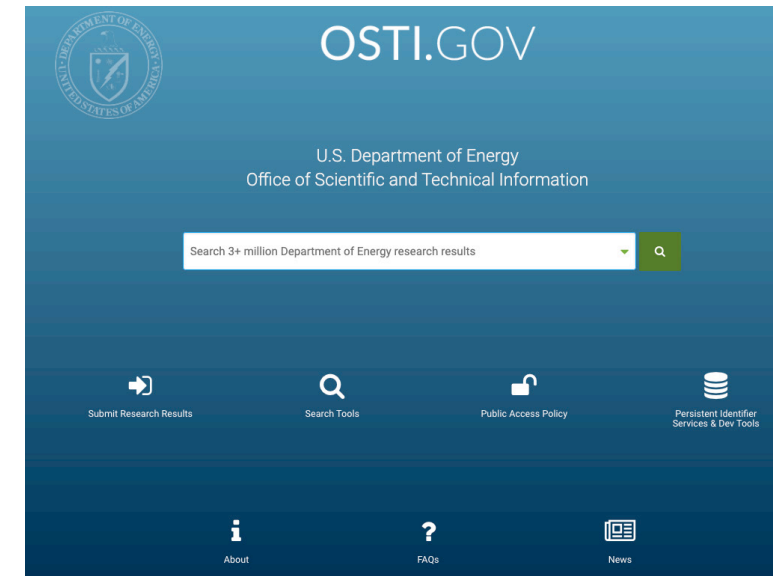 DEPARTMENT OF ENERGY
UNITED STATES OF AMERICA
OSTI.GOV
U.S. Department of Energy
Office of Scientific and Technical Information
Search 3+ million Department of Energy research results
Submit Research Results
Search Tools
Public Access Policy
Persistent Identifier
Services & Dev Tools
About
FAQs
News